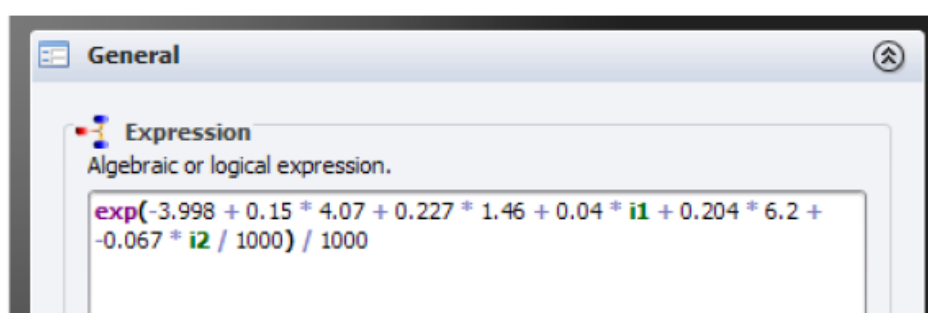 General
Expression
Algebraic or logical expression.
exp(-3.998 + 0.15 * 4.07 + 0.227 * 1.46 + 0.04 * i1 + 0.204 * 6.2 +
-0.067 * i2 / 1000) / 1000